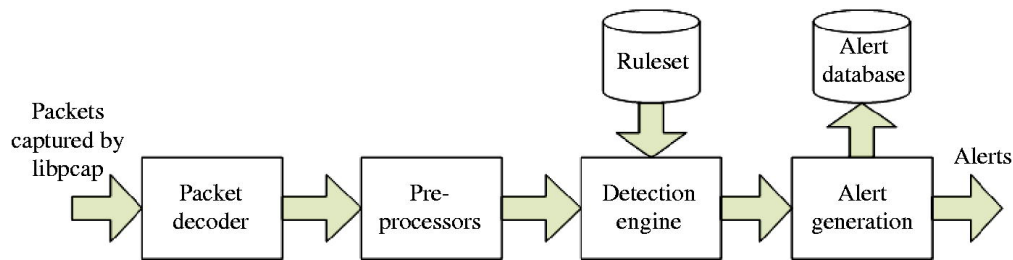 Packets
captured by
libpcap
Packet
decoder
Pre-
processors
Ruleset
Detection
engine
Alert
database
Alert
generation
Alerts